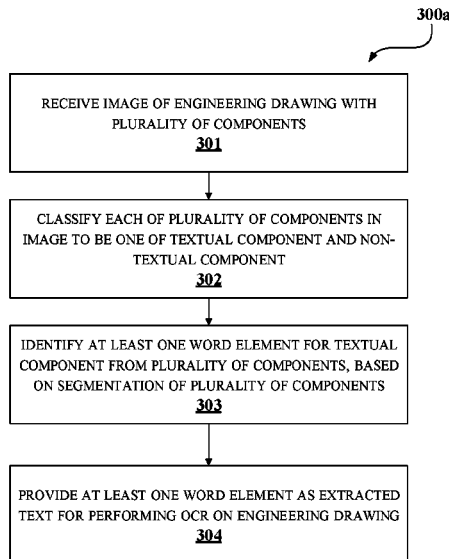 300a
RECEIVE IMAGE OF ENGINEERING DRAWING WITH
PLURALITY OF COMPONENTS
301
CLASSIFY EACH OF PLURALITY OF COMPONENTS IN
IMAGE TO BE ONE OF TEXTUAL COMPONENT AND NON-
TEXTUAL COMPONENT
302
IDENTIFY AT LEAST ONE WORD ELEMENT FOR TEXTUAL
COMPONENT FROM PLURALITY OF COMPONENTS, BASED
ON SEGMENTATION OF PLURALITY OF COMPONENTS
303
PROVIDE AT LEAST ONE WORD ELEMENT AS EXTRACTED
TEXT FOR PERFORMING OCR ON ENGINEERING DRAWING
304